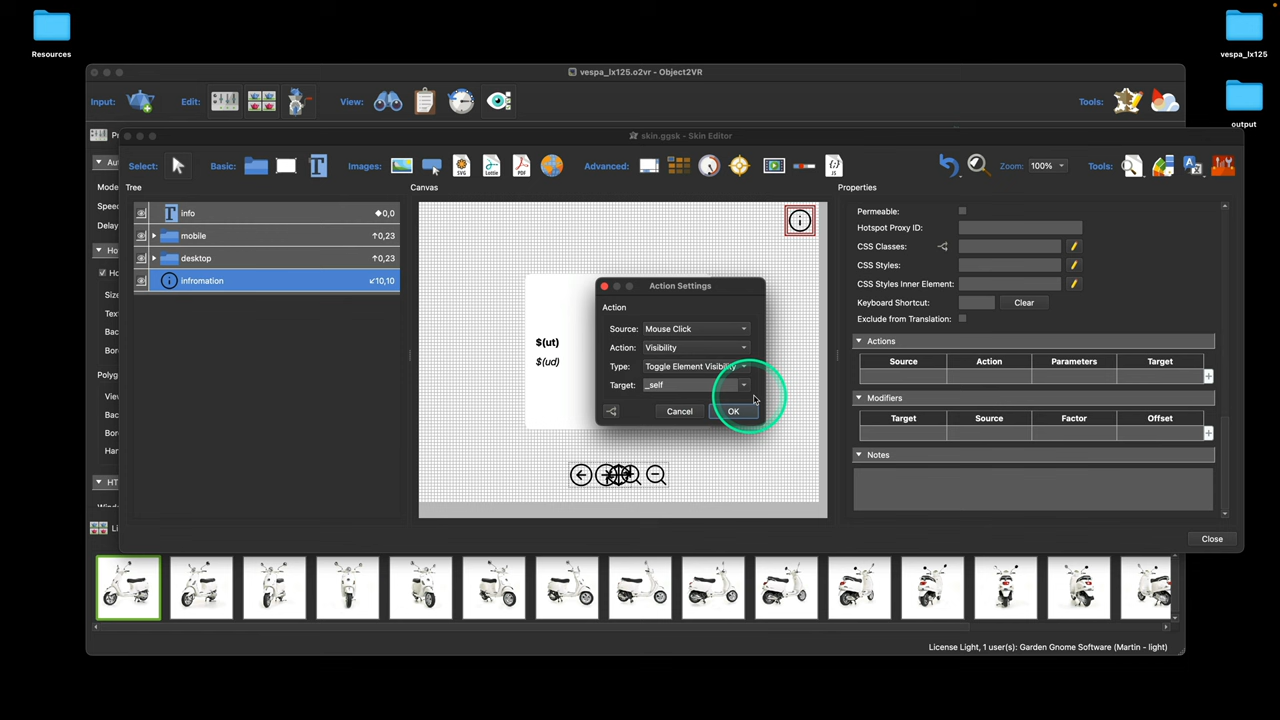 Resources
vespa_lx125
output
vespa_lx125.o2vr - Object2VR
Input:
Edit:
View:
Tools:
skin.ggsk - Skin Editor
Select:
Basic:
T
Images:
SVG
Lottie
PDF
Advanced:
JS
Zoom:
100%
Tools:
Tree
Canvas
Properties
info
0,0
mobile
↑0,23
desktop
↑0,23
infromation
↙10,10
$(ut)
$(ud)
Action Settings
Action
Source:
Mouse Click
Action:
Visibility
Type:
Toggle Element Visibility
Target:
_self
Cancel
OK
Permeable:
Hotspot Proxy ID:
CSS Classes:
CSS Styles:
CSS Styles Inner Element:
Keyboard Shortcut:
Clear
Exclude from Translation:
Actions
Source
Action
Parameters
Target
Modifiers
Target
Source
Factor
Offset
Notes
Close
License Light, 1 user(s): Garden Gnome Software (Martin - light)